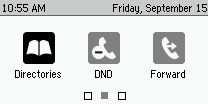 10:55 AM Friday, September 15
Directories DND Forward